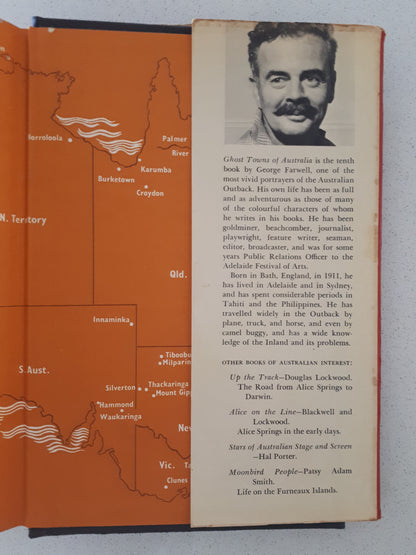 Borroloola
Palmer
River
Karumba
Burketown
Croydon
N. Terstory
Qld.
Innaminka
Tiboobu
Milparin
S. Aust.
Silverton
Thackaringa
Mount Gipp
Hammond
Waukaringa
Ne
Vic.
Clunes
Ghost Towns of Australia is the tenth
book by George Farwell, one of the
most vivid portrayers of the Australian
Outback. His own life has been as full
and as adventurous as those of many
of the colourful characters of whom
he writes in his books. He has been
goldminer, beachcomber, journalist,
playwright, feature writer, seaman,
editor, broadcaster, and was for some
years Public Relations Officer to the
Adelaide Festival of Arts.
Born in Bath, England, in 1911, he
has lived in Adelaide and in Sydney,
and has spent considerable periods in
Tahiti and the Philippines. He has
travelled widely in the Outback by
plane, truck, and horse, and even by
camel buggy, and has a wide know-
ledge of the Inland and its problems.
OTHER BOOKS OF AUSTRALIAN INTEREST:
Up the Track—Douglas Lockwood.
The Road from Alice Springs to
Darwin.
Alice on the Line—Blackwell and
Lockwood.
Alice Springs in the early days.
Stars of Australian Stage and Screen
—Hal Porter.
Moonbird People—Patsy Adam
Smith.
Life on the Furneaux Islands.